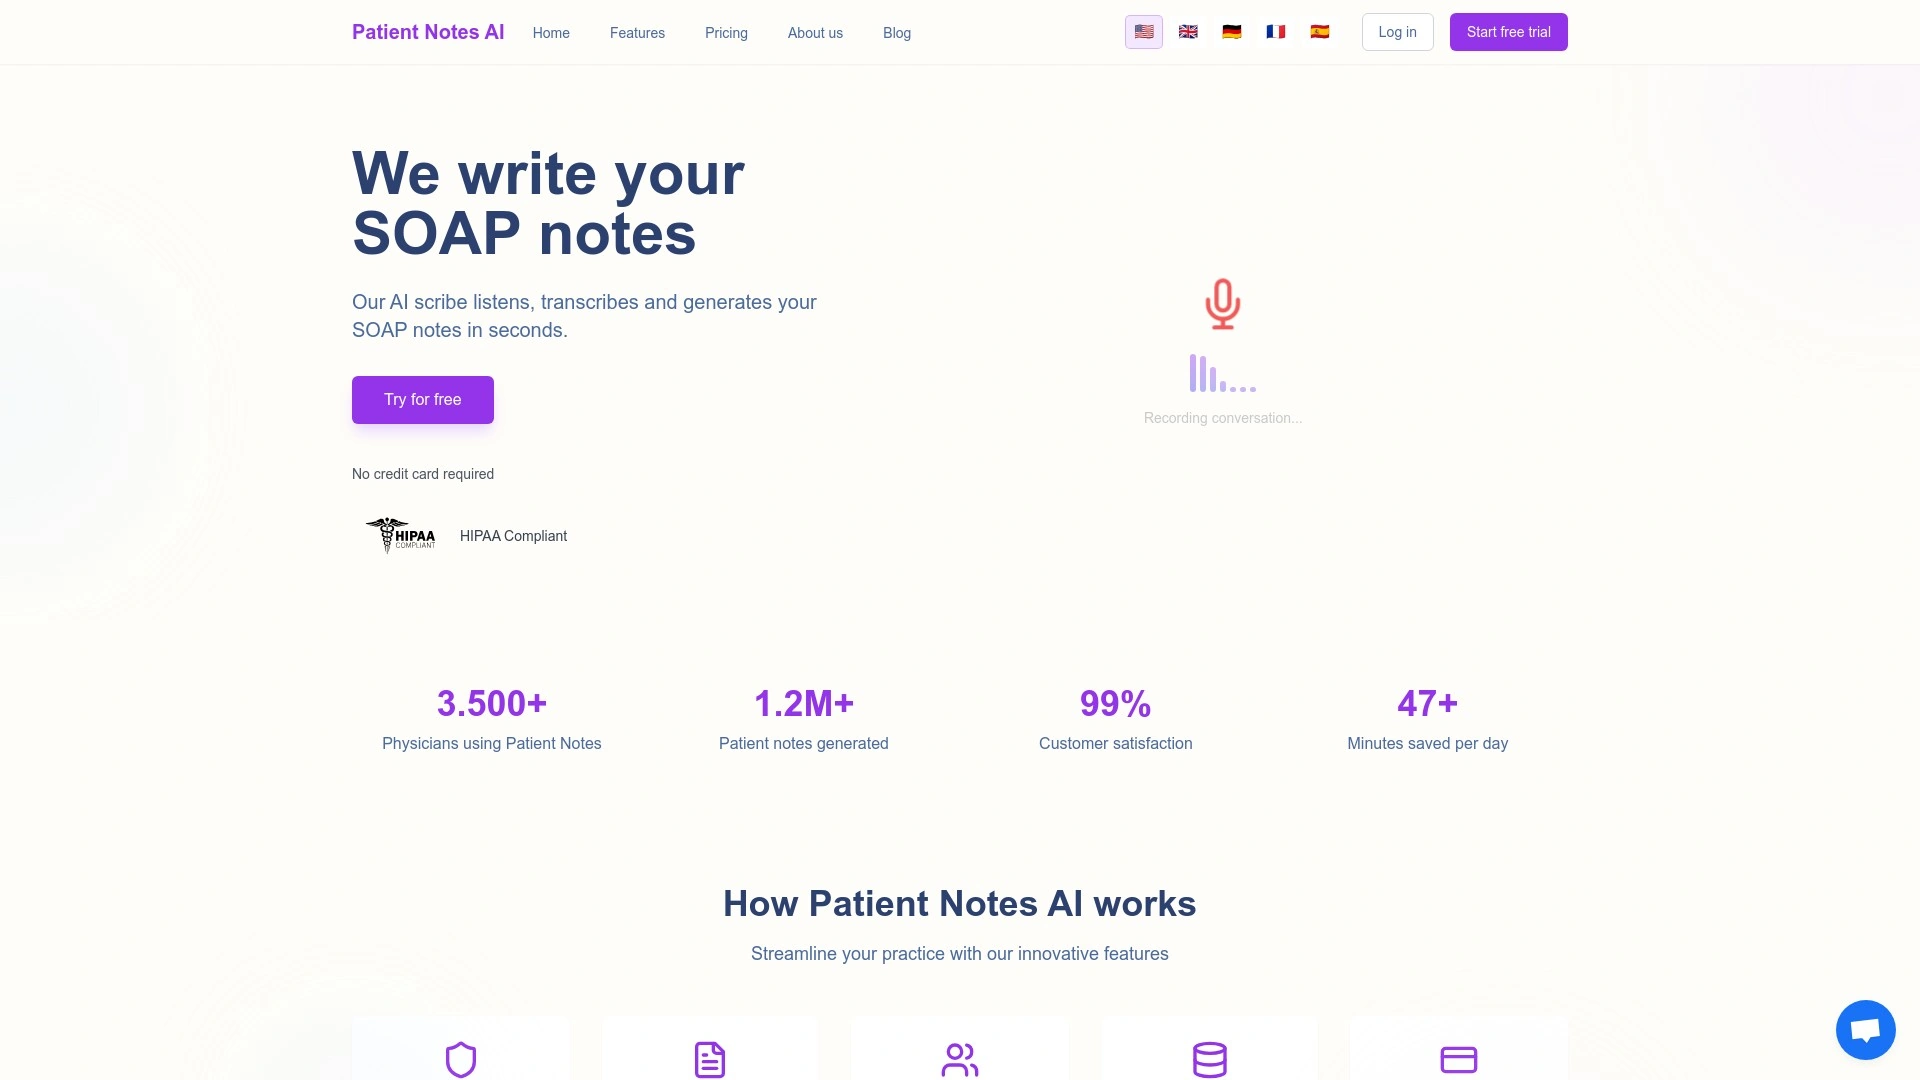 Patient Notes AI
Home
Features
Pricing
About us
Blog
Log in
Start free trial
We write your
SOAP notes
Our AI scribe listens, transcribes and generates your
SOAP notes in seconds.
Try for free
Recording conversation...
No credit card required
HIPAA
COMPLIANT
HIPAA Compliant
3.500+
Physicians using Patient Notes
1.2M+
Patient notes generated
99%
Customer satisfaction
47+
Minutes saved per day
How Patient Notes AI works
Streamline your practice with our innovative features